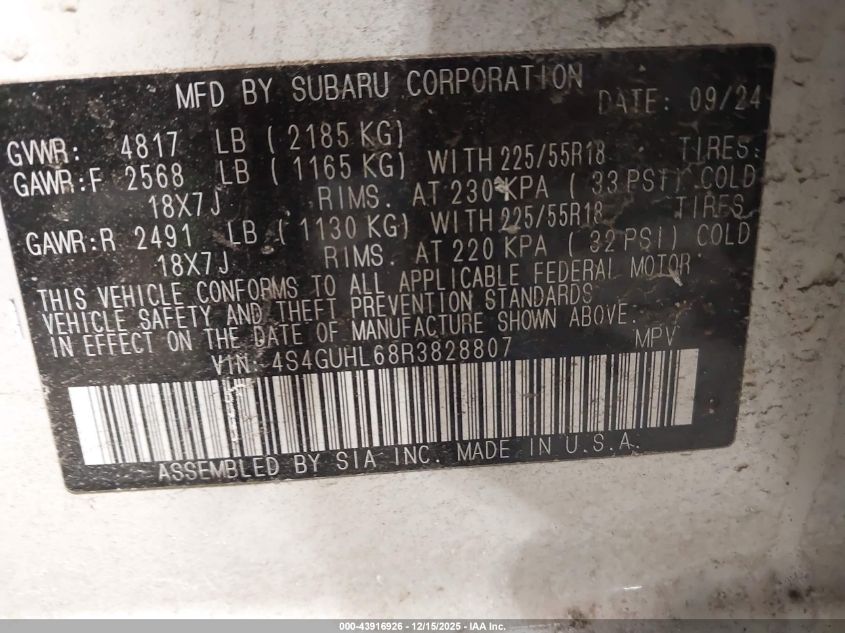 MFD BY SUBARU CORPORATION DATE: 09/24
GVWR: 4817 LB ( 2185 KG)
GAWR:F 2568 LB ( 1165 KG) WITH 225/55R18 TIRES
18X7J RIMS. AT 230 KPA ( 33 PSI) COLD
GAWR:R 2491 LB ( 1130 KG) WITH 225/55R18 TIRES
18X7J RIMS. AT 220 KPA ( 32 PSI) COLD
THIS VEHICLE CONFORMS TO ALL APPLICABLE FEDERAL MOTOR
VEHICLE SAFETY AND THEFT PREVENTION STANDARDS
IN EFFECT ON THE DATE OF MANUFACTURE SHOWN ABOVE.
VIN: 4S4GUHL68R3828807 MPV
ASSEMBLED BY SIA INC. MADE IN U.S.A.
000-43916926 - 12/15/2025 - IAA Inc.